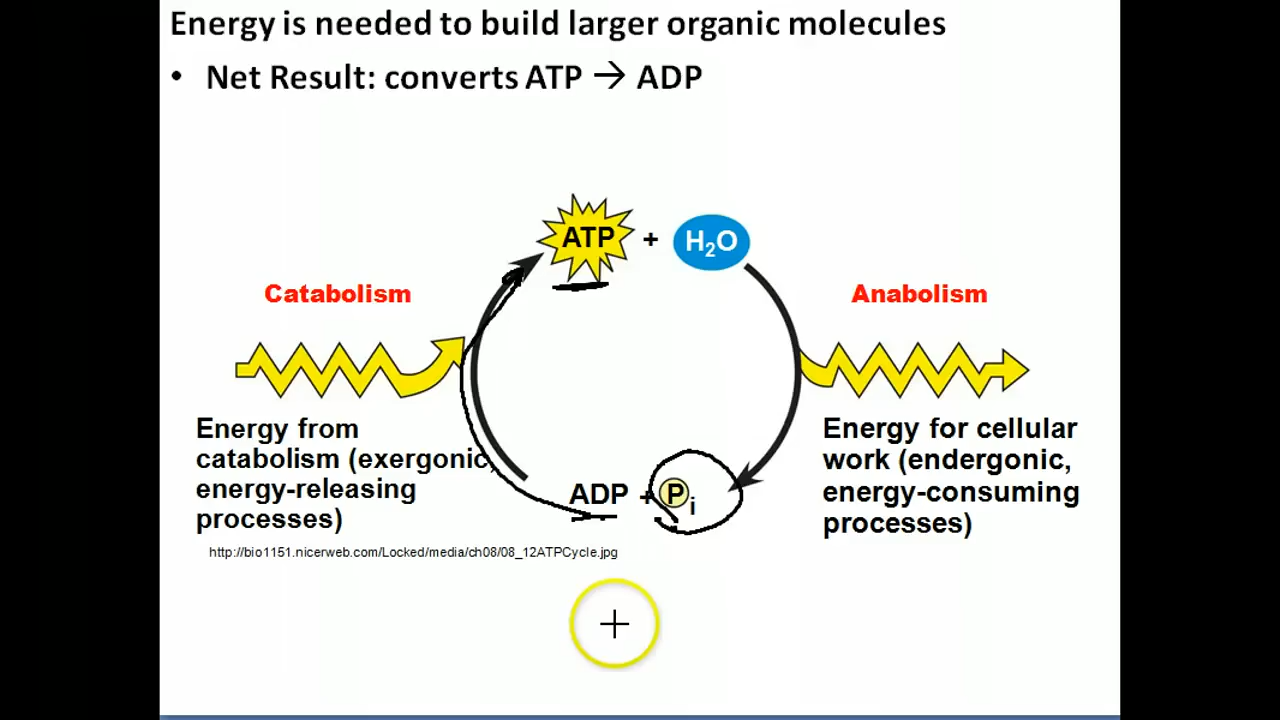 Energy is needed to build larger organic molecules
• Net Result: converts ATP → ADP
ATP + H₂O
Catabolism
Anabolism
Energy from
catabolism (exergonic,
energy-releasing
processes)
ADP + Pᵢ
Energy for cellular
work (endergonic,
energy-consuming
processes)
http://bio1151.nicerweb.com/Locked/media/ch08/08_12ATPCycle.jpg